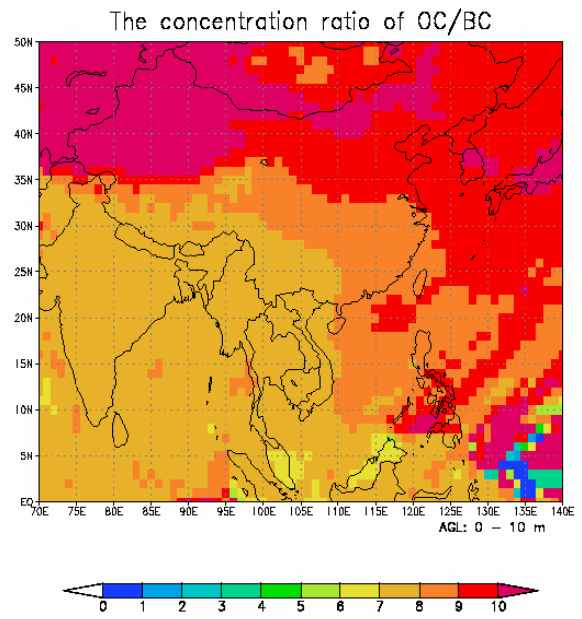 The concentration ratio of OC/BC
50N
45N
40N
35N
30N
25N
20N
15N
10N
5N
EQ
70E 75E 80E 85E 90E 95E 100E 105E 110E 115E 120E 125E 130E 135E 140E
AGL: 0 - 10 m
0 1 2 3 4 5 6 7 8 9 10